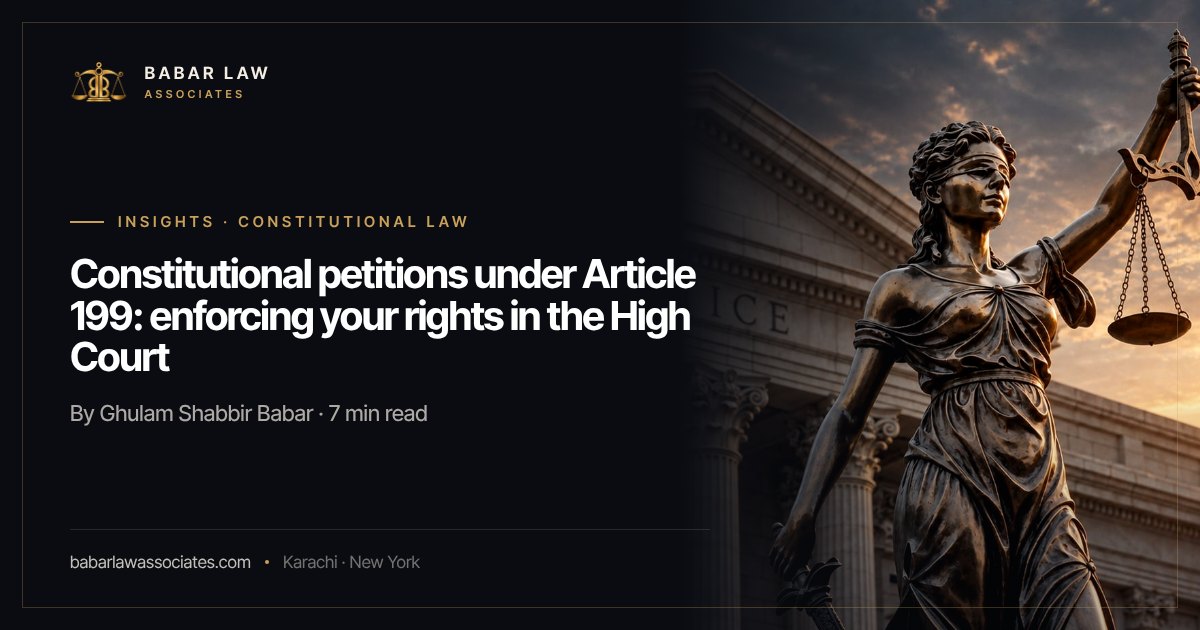 BABAR LAW
ASSOCIATES
INSIGHTS · CONSTITUTIONAL LAW
Constitutional petitions under Article
199: enforcing your rights in the High
Court
By Ghulam Shabbir Babar · 7 min read
ICE
babarlawassociates.com • Karachi · New York